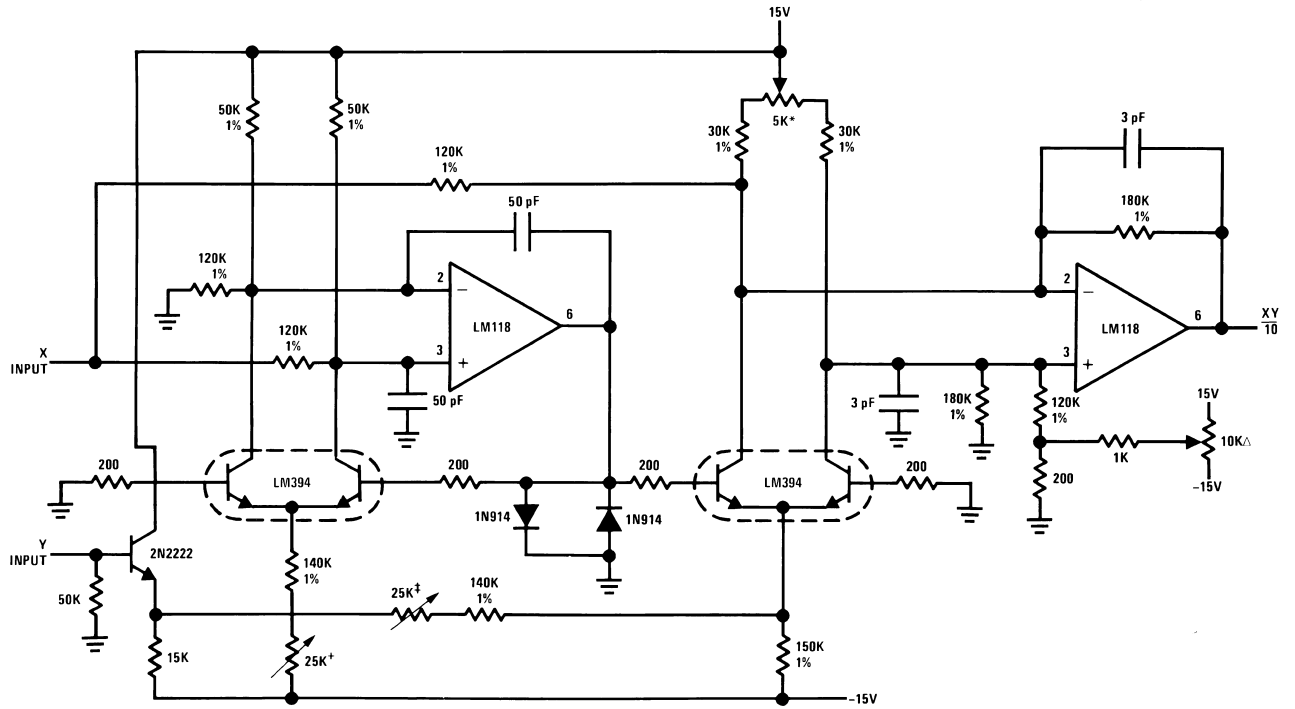 15V
50K
1%
50K
1%
30K
1%
5K*
30K
1%
3 pF
120K
1%
50 pF
180K
1%
120K
1%
2
−
LM118
6
3
+
120K
1%
X
INPUT
50 pF
2
−
LM118
6
XY
10
3
+
3 pF
180K
1%
120K
1%
15V
10K△
1K
−15V
200
200
LM394
200
200
LM394
200
1N914
1N914
Y
INPUT
2N2222
50K
140K
1%
25K‡
140K
1%
15K
25K+
150K
1%
−15V